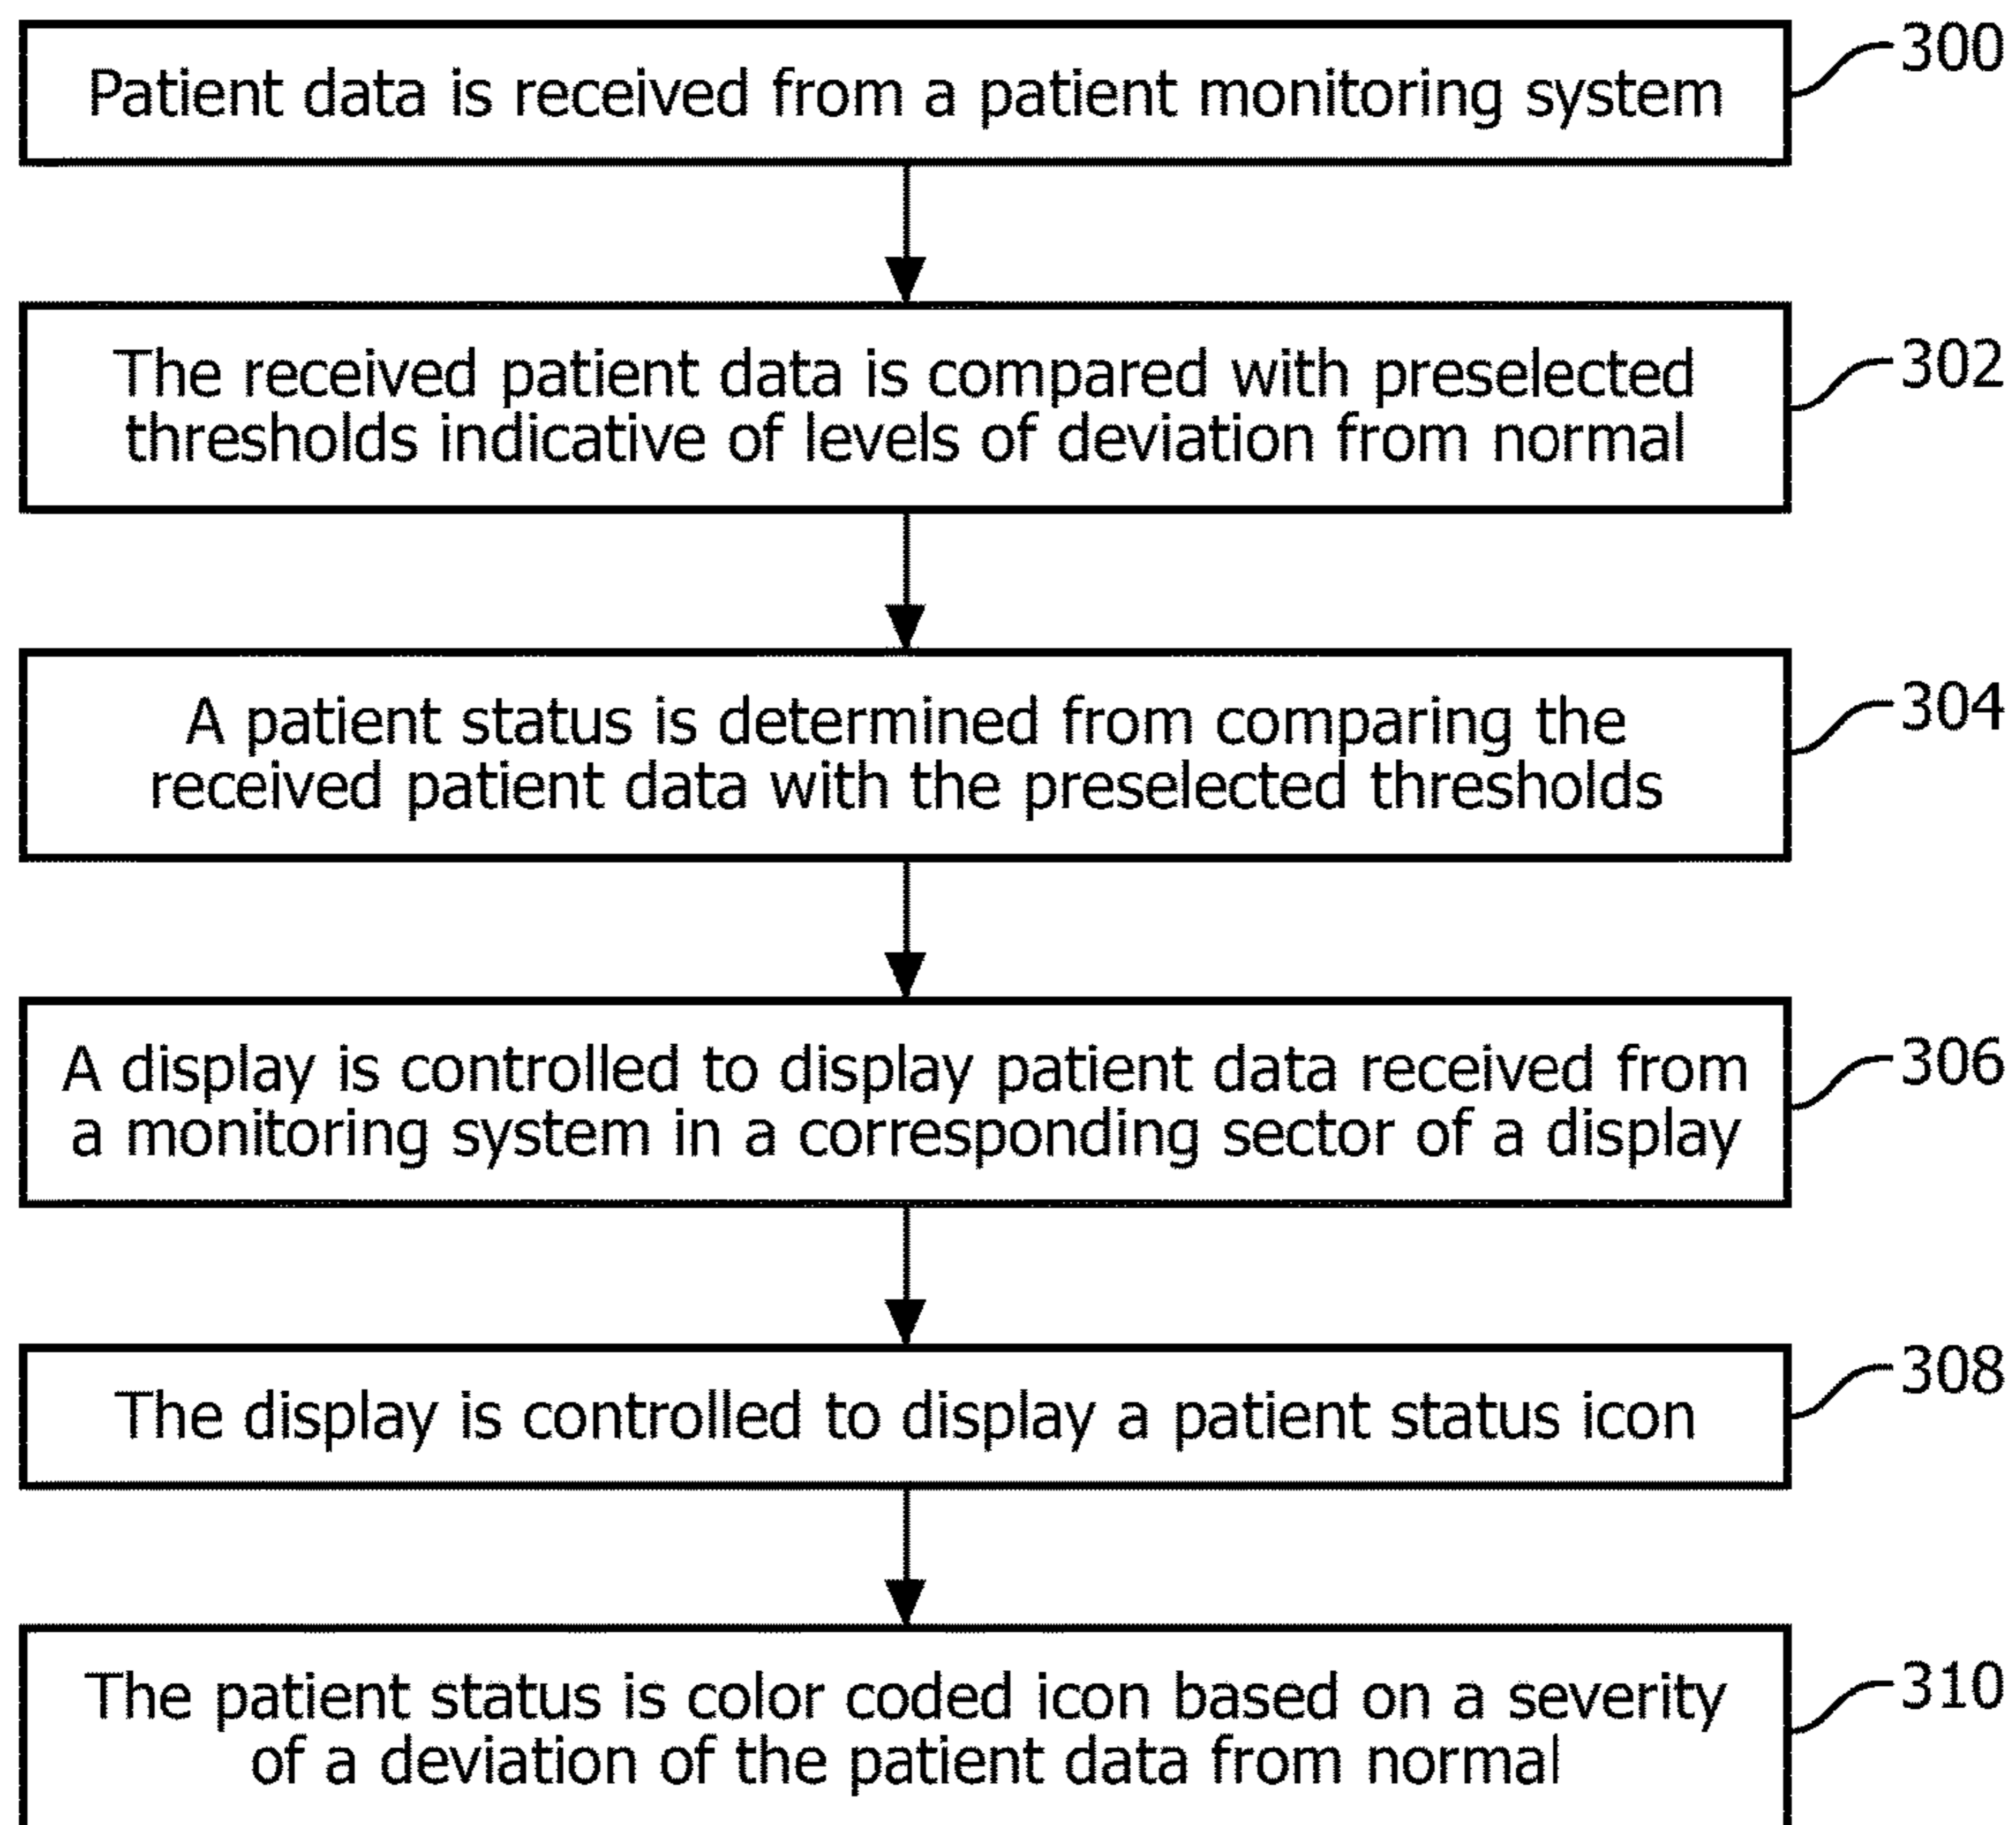 Patient data is received from a patient monitoring system
300
The received patient data is compared with preselected
thresholds indicative of levels of deviation from normal
302
A patient status is determined from comparing the
received patient data with the preselected thresholds
304
A display is controlled to display patient data received from
a monitoring system in a corresponding sector of a display
306
The display is controlled to display a patient status icon
308
The patient status is color coded icon based on a severity
of a deviation of the patient data from normal
310